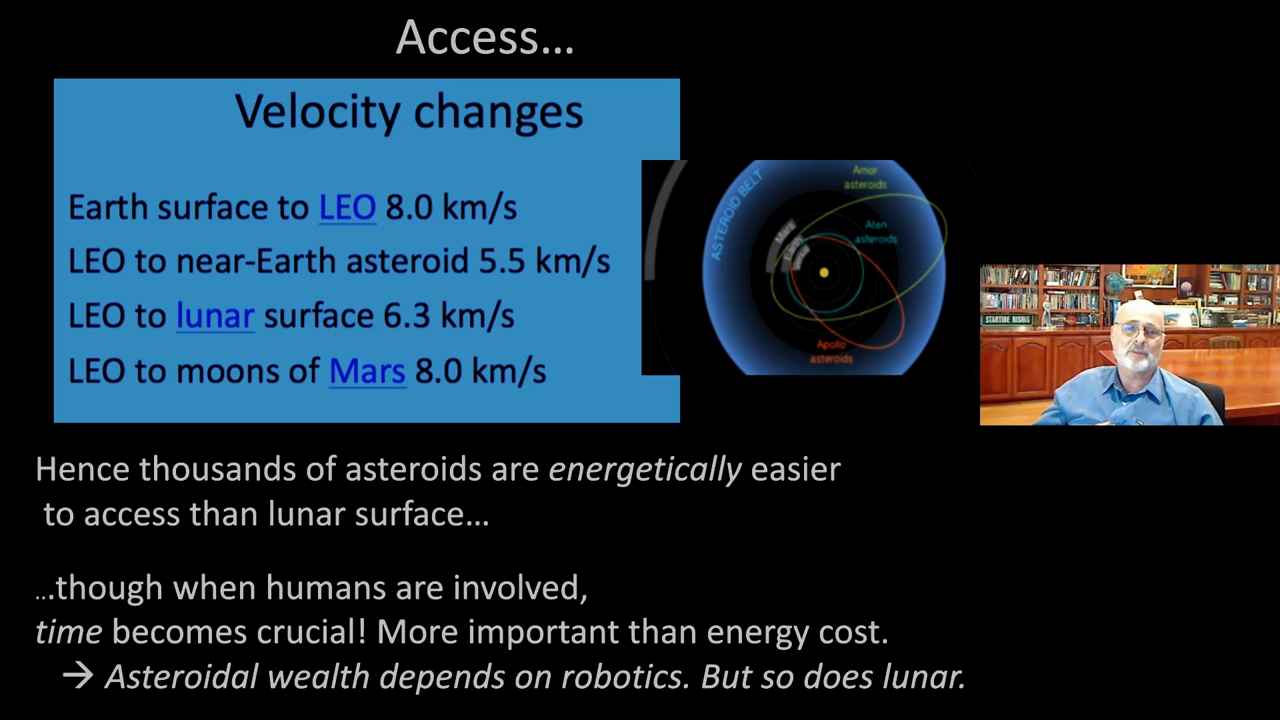 Access…
Velocity changes
Earth surface to LEO 8.0 km/s
LEO to near-Earth asteroid 5.5 km/s
LEO to lunar surface 6.3 km/s
LEO to moons of Mars 8.0 km/s
ASTEROID BELT
Amor
asteroids
Aten
asteroids
Mars
Apollo
asteroids
STARTIDE RISING
Hence thousands of asteroids are energetically easier
to access than lunar surface…
...though when humans are involved,
time becomes crucial! More important than energy cost.
→ Asteroidal wealth depends on robotics. But so does lunar.